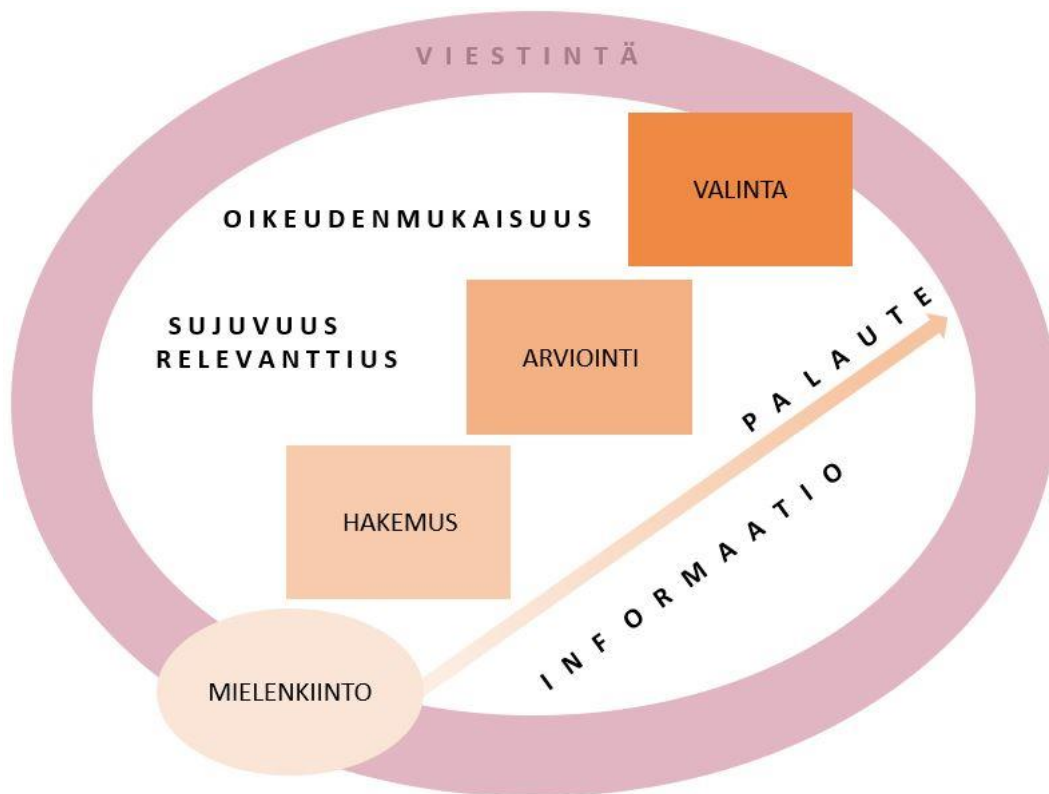 VIESTINTÄ
VALINTA
OIKEUDENMUKAISUUS
SUJUVUUS
RELEVANTTIUS
ARVIOINTI
PALAUTE
HAKEMUS
INFORMAATIO
MIELENKIINTO